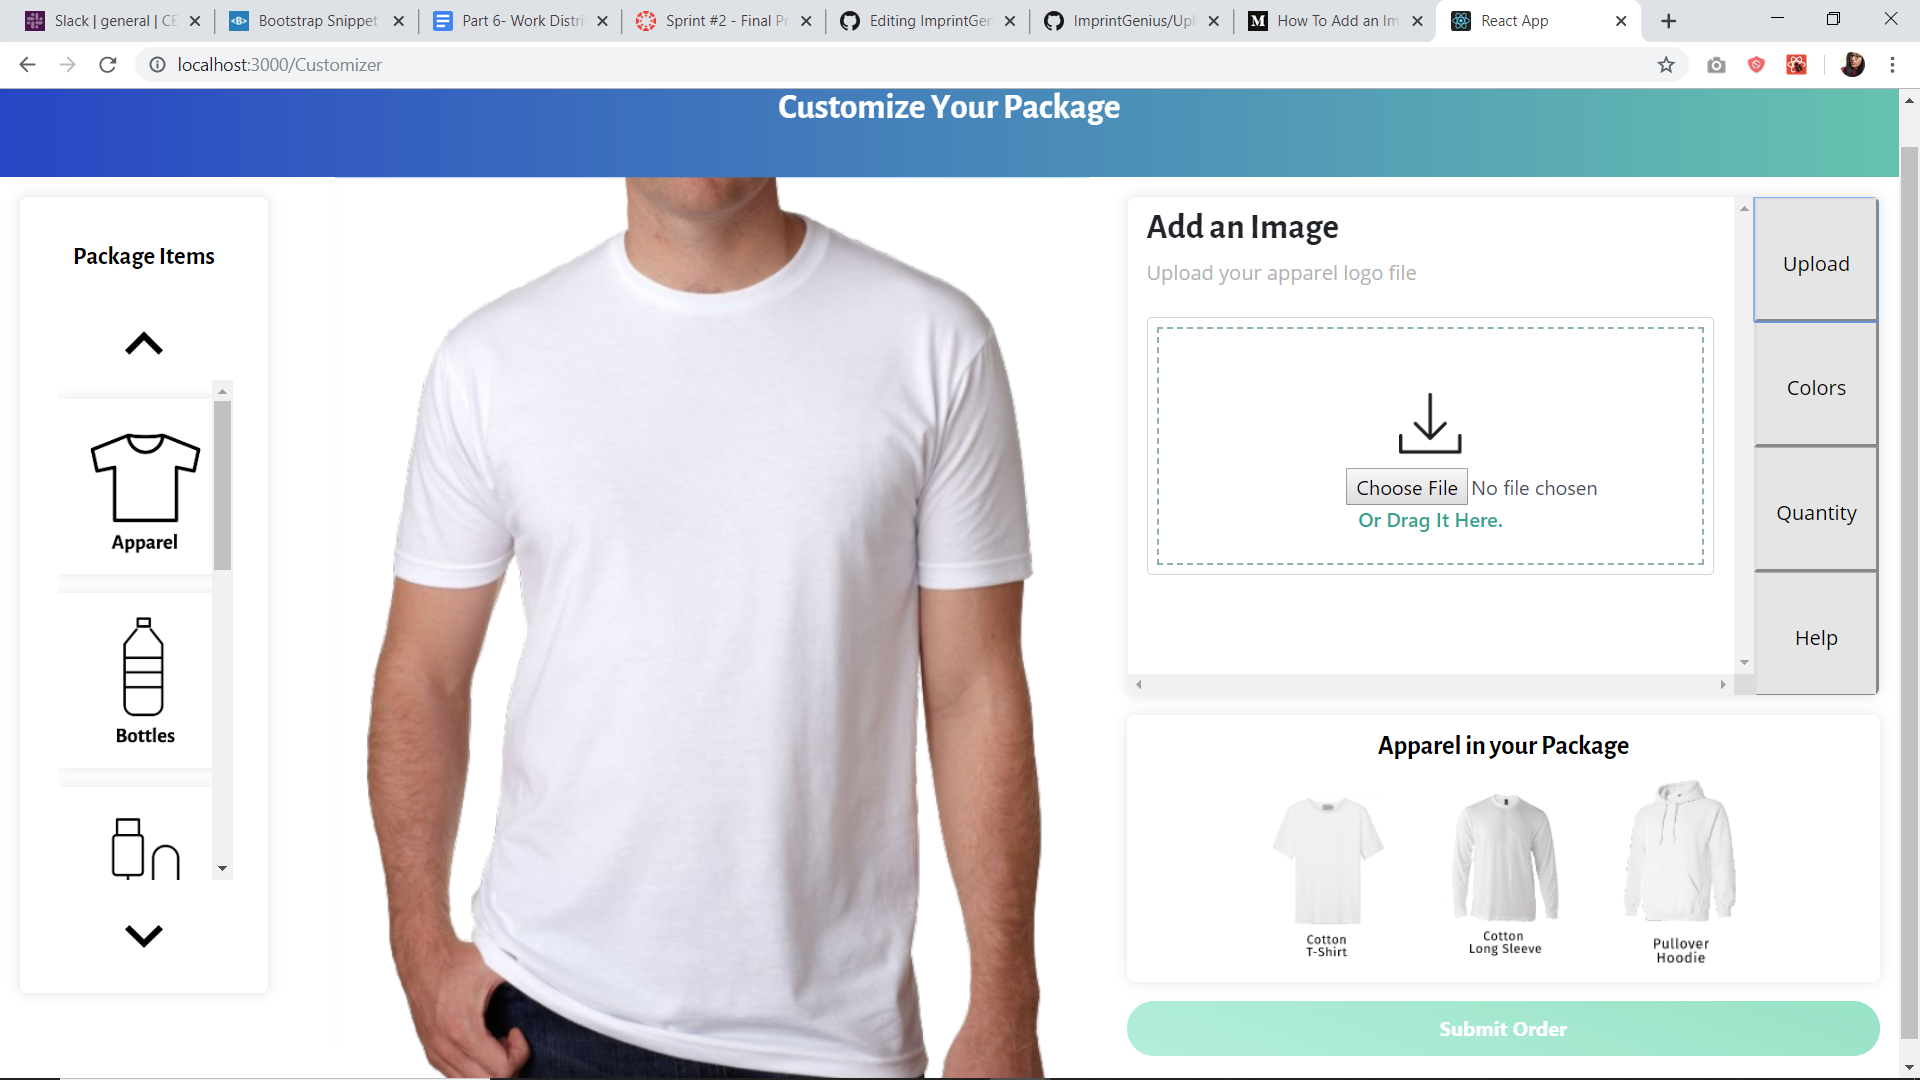 Slack | general | CE
Bootstrap Snippet
Part 6- Work Distri
Sprint #2 - Final Pr
Editing ImprintGen
ImprintGenius/Upl
How To Add an Im
React App
localhost:3000/Customizer
Customize Your Package
Package Items
Apparel
Bottles
Add an Image
Upload your apparel logo file
Choose File No file chosen
Or Drag It Here.
Upload
Colors
Quantity
Help
Apparel in your Package
Cotton
T-Shirt
Cotton
Long Sleeve
Pullover
Hoodie
Submit Order